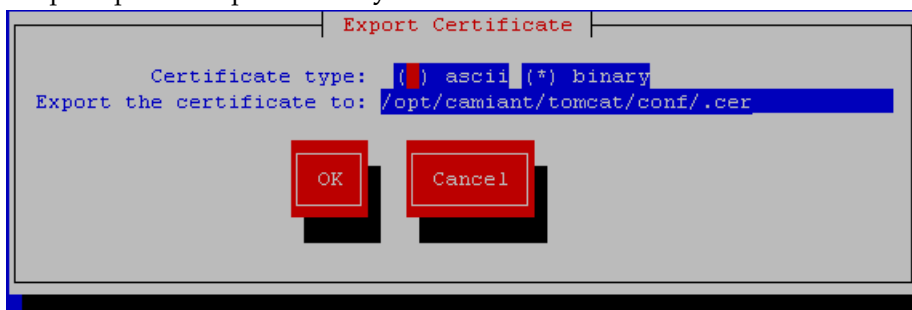 Export Certificate
Certificate type: ( ) ascii (*) binary
Export the certificate to: /opt/camiant/tomcat/conf/.cer
OK Cancel